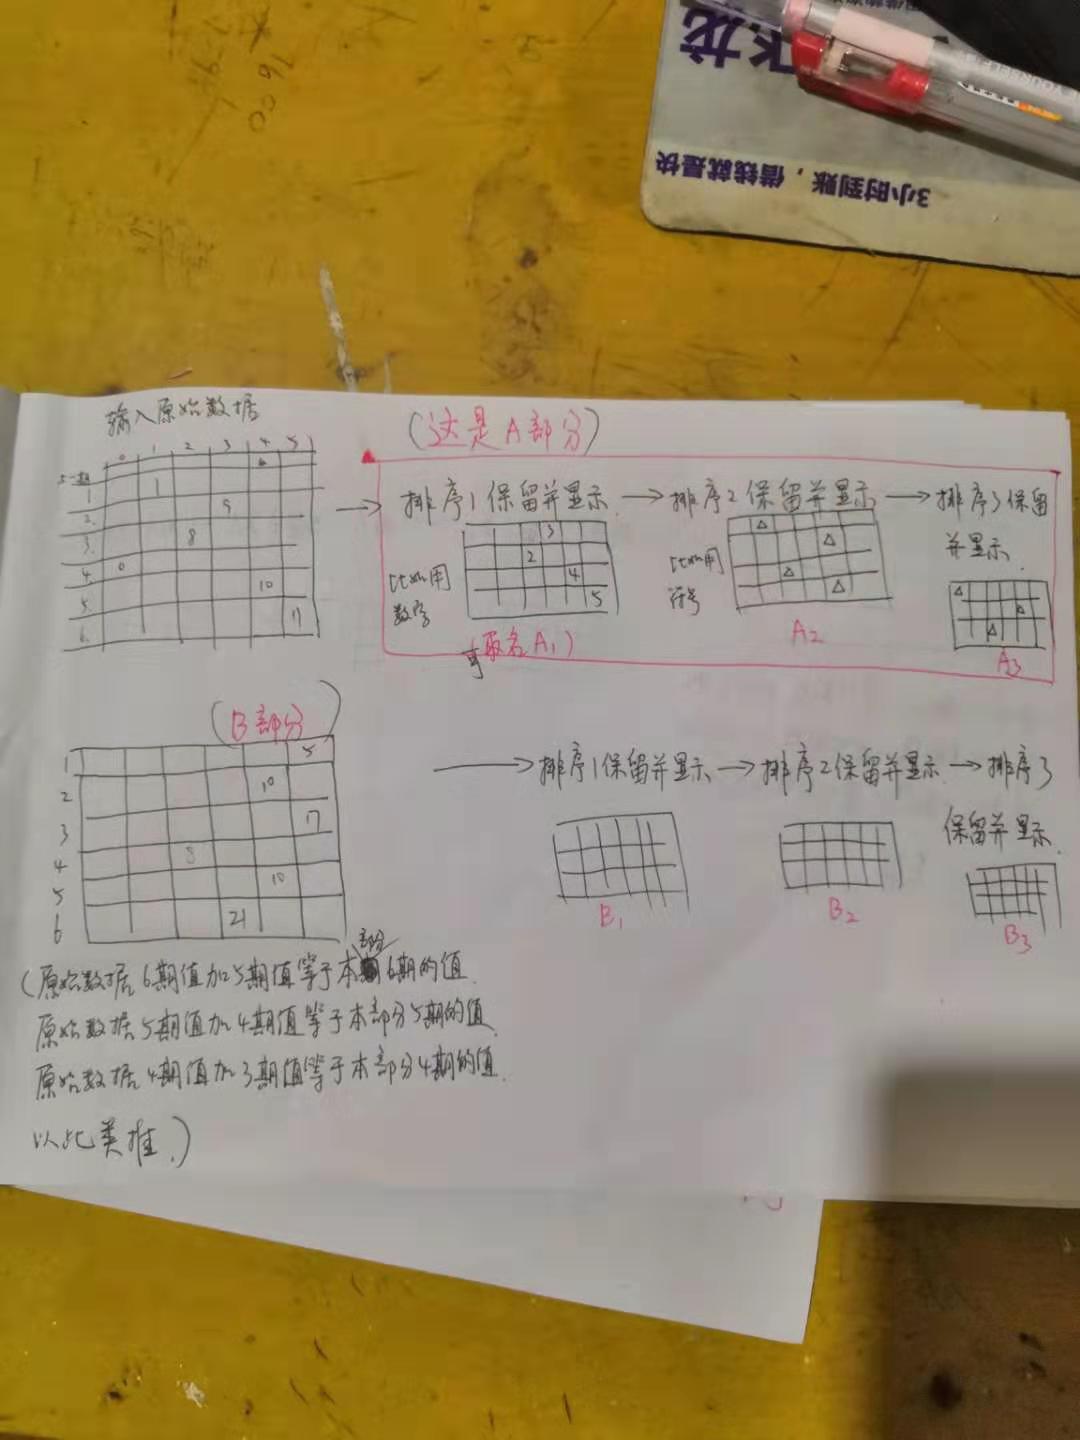 飞龙
3小时到账，借钱就是快
1600
输入原始数据
0 1 2 3 4 5
上一期 6
1 1
2. 9
3. 8
4. 0
5. 10
6. 11
(这是A部分)
排序1保留并显示
比如用
数字
3
2
4
5
(取名A1)
可
排序2保留并显示
比如用
符号
△
△
△
△
A2
排序3保留
并显示
△
△
△
A3
(B部分)
1 5
2 10
3 17
4 8
5 10
6 21
排序1保留并显示
B1
排序2保留并显示
B2
排序3
保留并显示.
B3
(原始数据6期值加5期值等于本部分6期的值.
原始数据5期值加4期值等于本部分5期的值.
原始数据4期值加3期值等于本部分4期的值.
以此类推.)